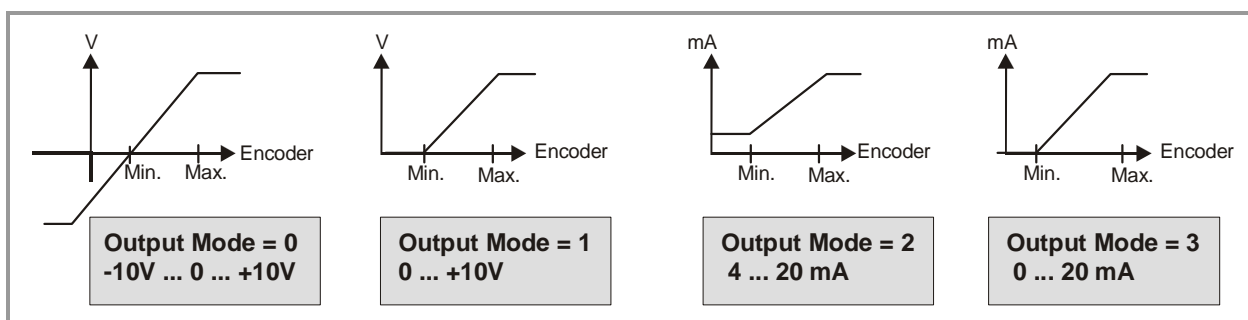 V
Encoder
Min.
Max.
Output Mode = 0
-10V ... 0 ... +10V
V
Encoder
Min.
Max.
Output Mode = 1
0 ... +10V
mA
Encoder
Min.
Max.
Output Mode = 2
4 ... 20 mA
mA
Encoder
Min.
Max.
Output Mode = 3
0 ... 20 mA